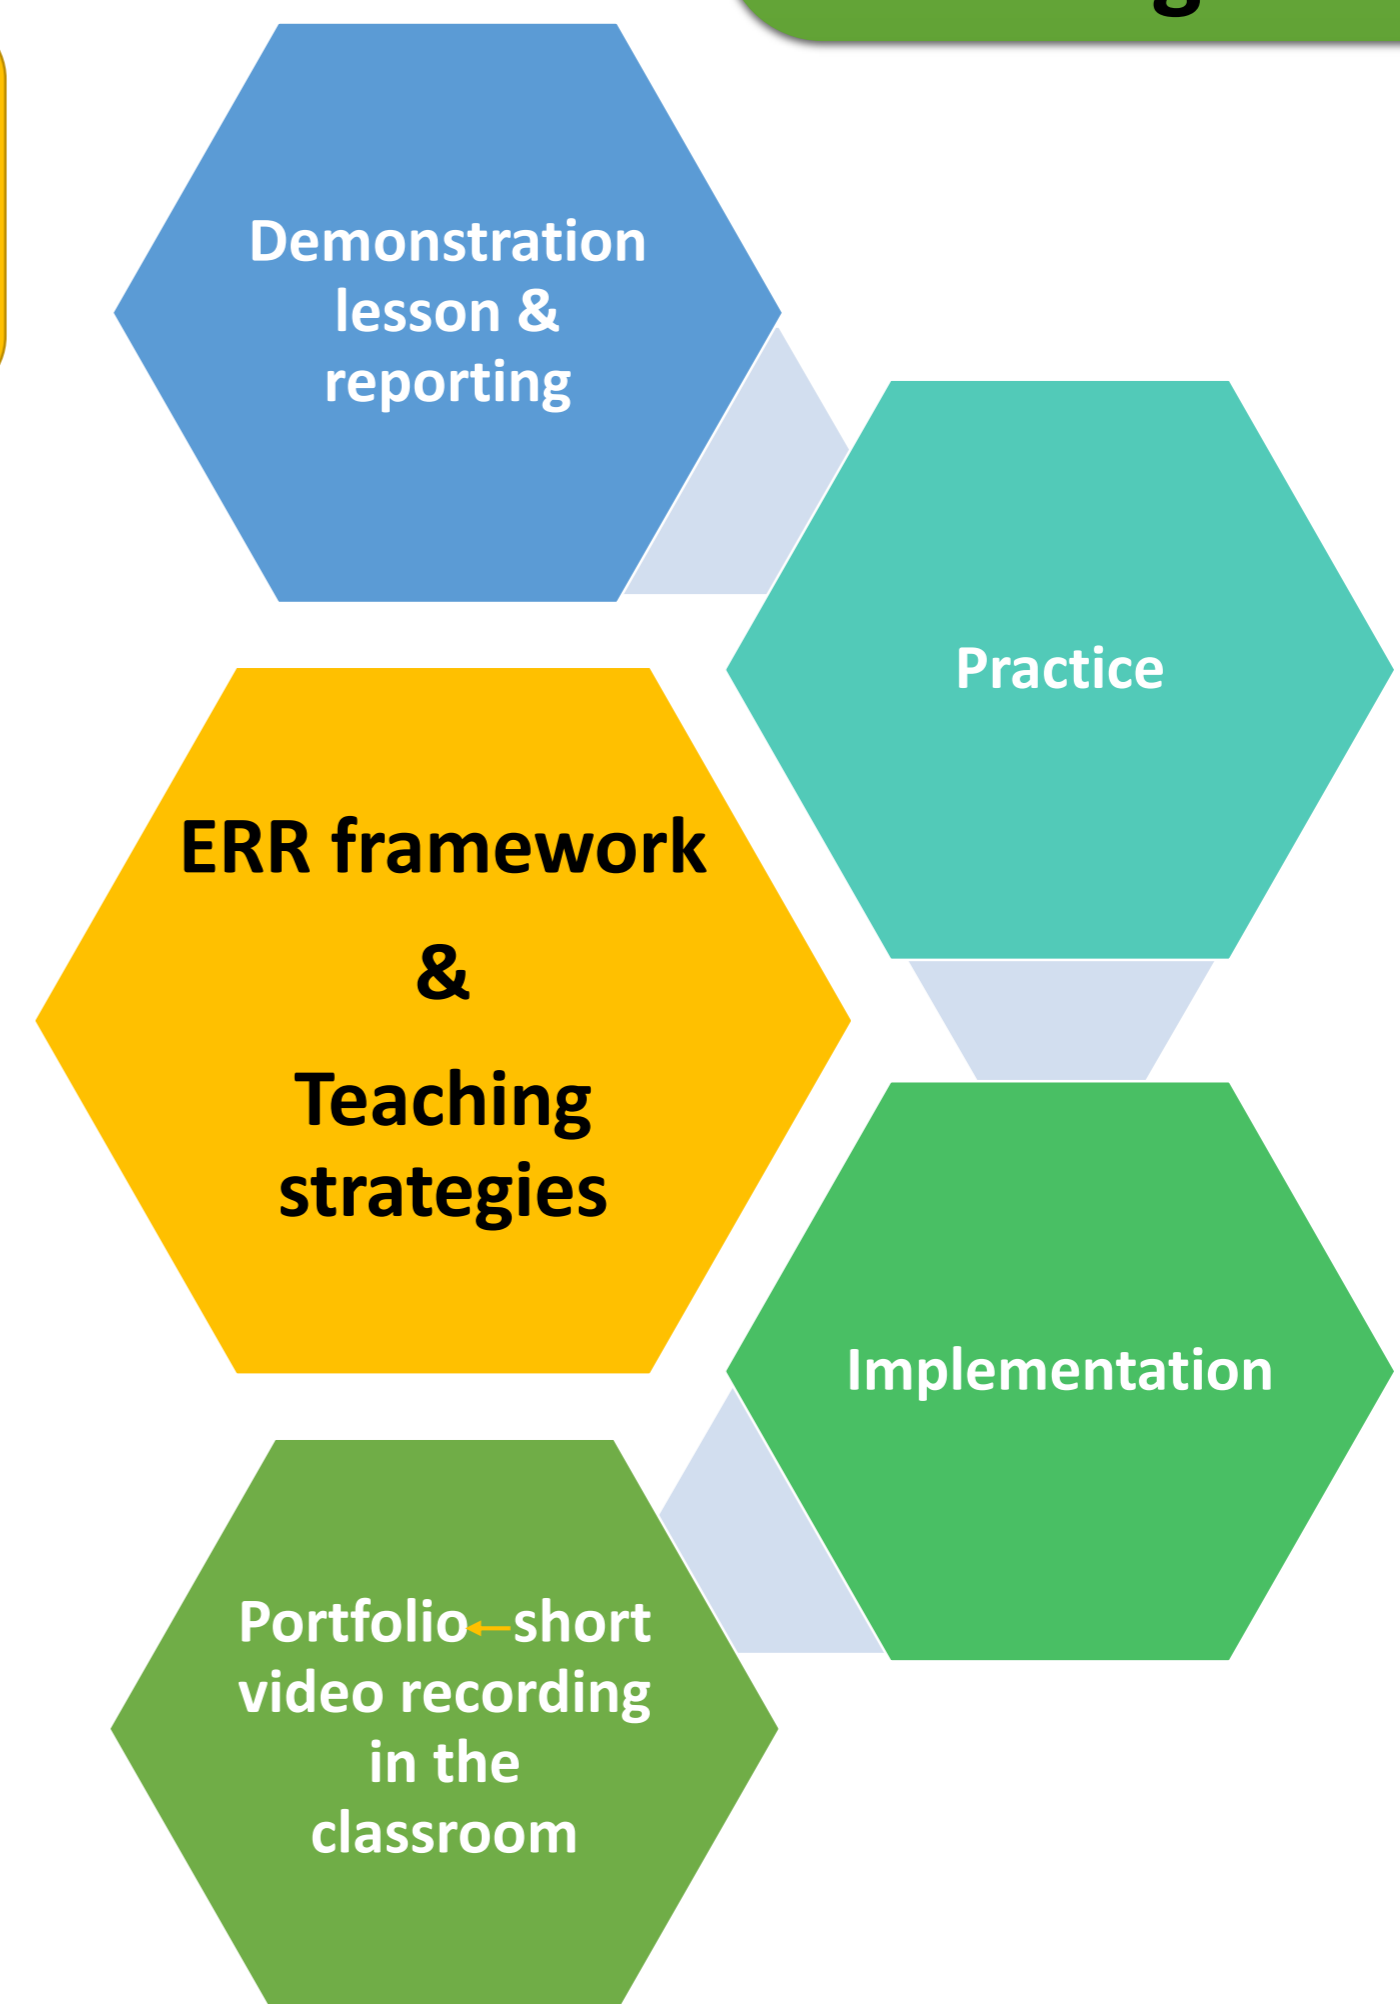 Demonstration
lesson &
reporting
Practice
ERR framework
&
Teaching
strategies
Implementation
Portfolio←short
video recording
in the
classroom